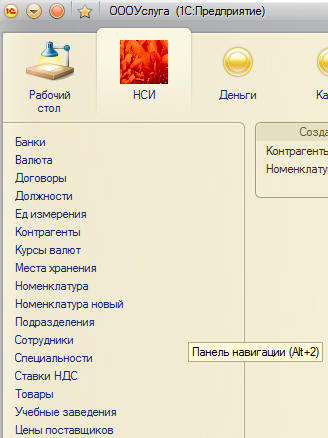 ОООУслуга (1С:Предприятие)
Рабочий
стол
НСИ
Деньги
Созда
Контрагенты
Номенклату
Банки
Валюта
Договоры
Должности
Ед измерения
Контрагенты
Курсы валют
Места хранения
Номенклатура
Номенклатура новый
Подразделения
Сотрудники
Специальности
Ставки НДС
Товары
Учебные заведения
Цены поставщиков
Панель навигации (Alt+2)